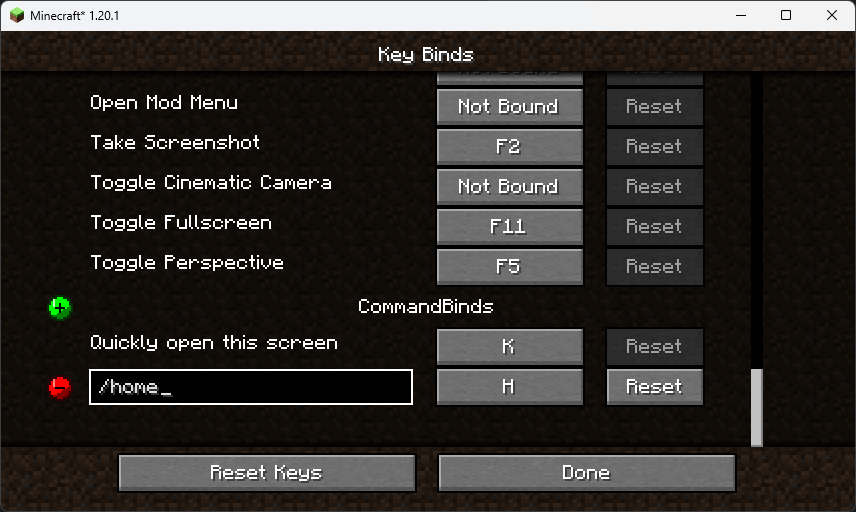 Minecraft* 1.20.1
Key Binds
Open Mod Menu Not Bound Reset
Take Screenshot F2 Reset
Toggle Cinematic Camera Not Bound Reset
Toggle Fullscreen F11 Reset
Toggle Perspective F5 Reset
CommandBinds
Quickly open this screen K Reset
/home_ H Reset
Reset Keys Done